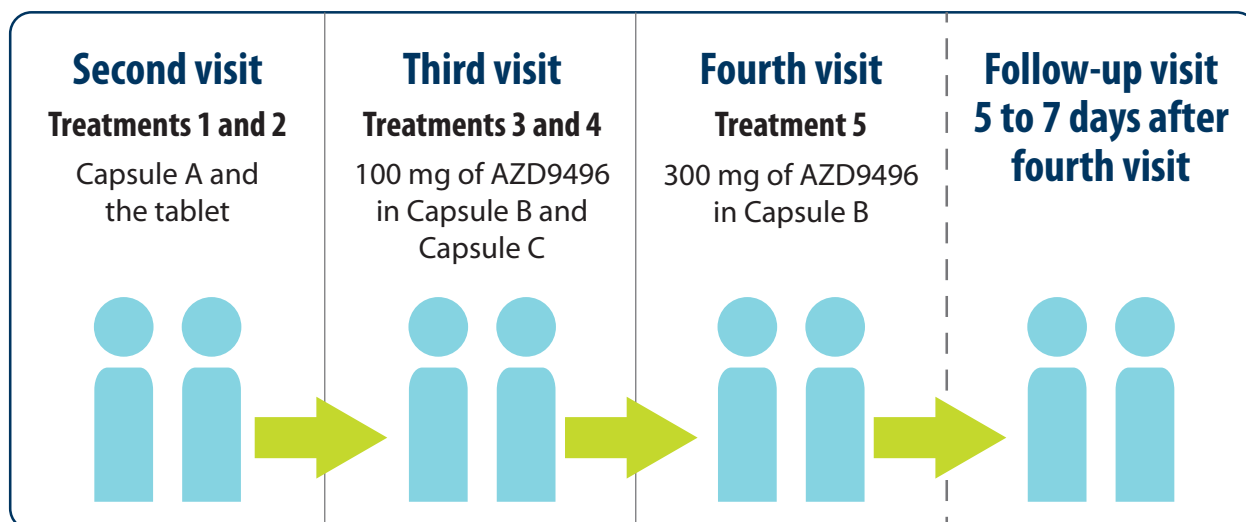 Second visit
Treatments 1 and 2
Capsule A and
the tablet
Third visit
Treatments 3 and 4
100 mg of AZD9496
in Capsule B and
Capsule C
Fourth visit
Treatment 5
300 mg of AZD9496
in Capsule B
Follow-up visit
5 to 7 days after
fourth visit